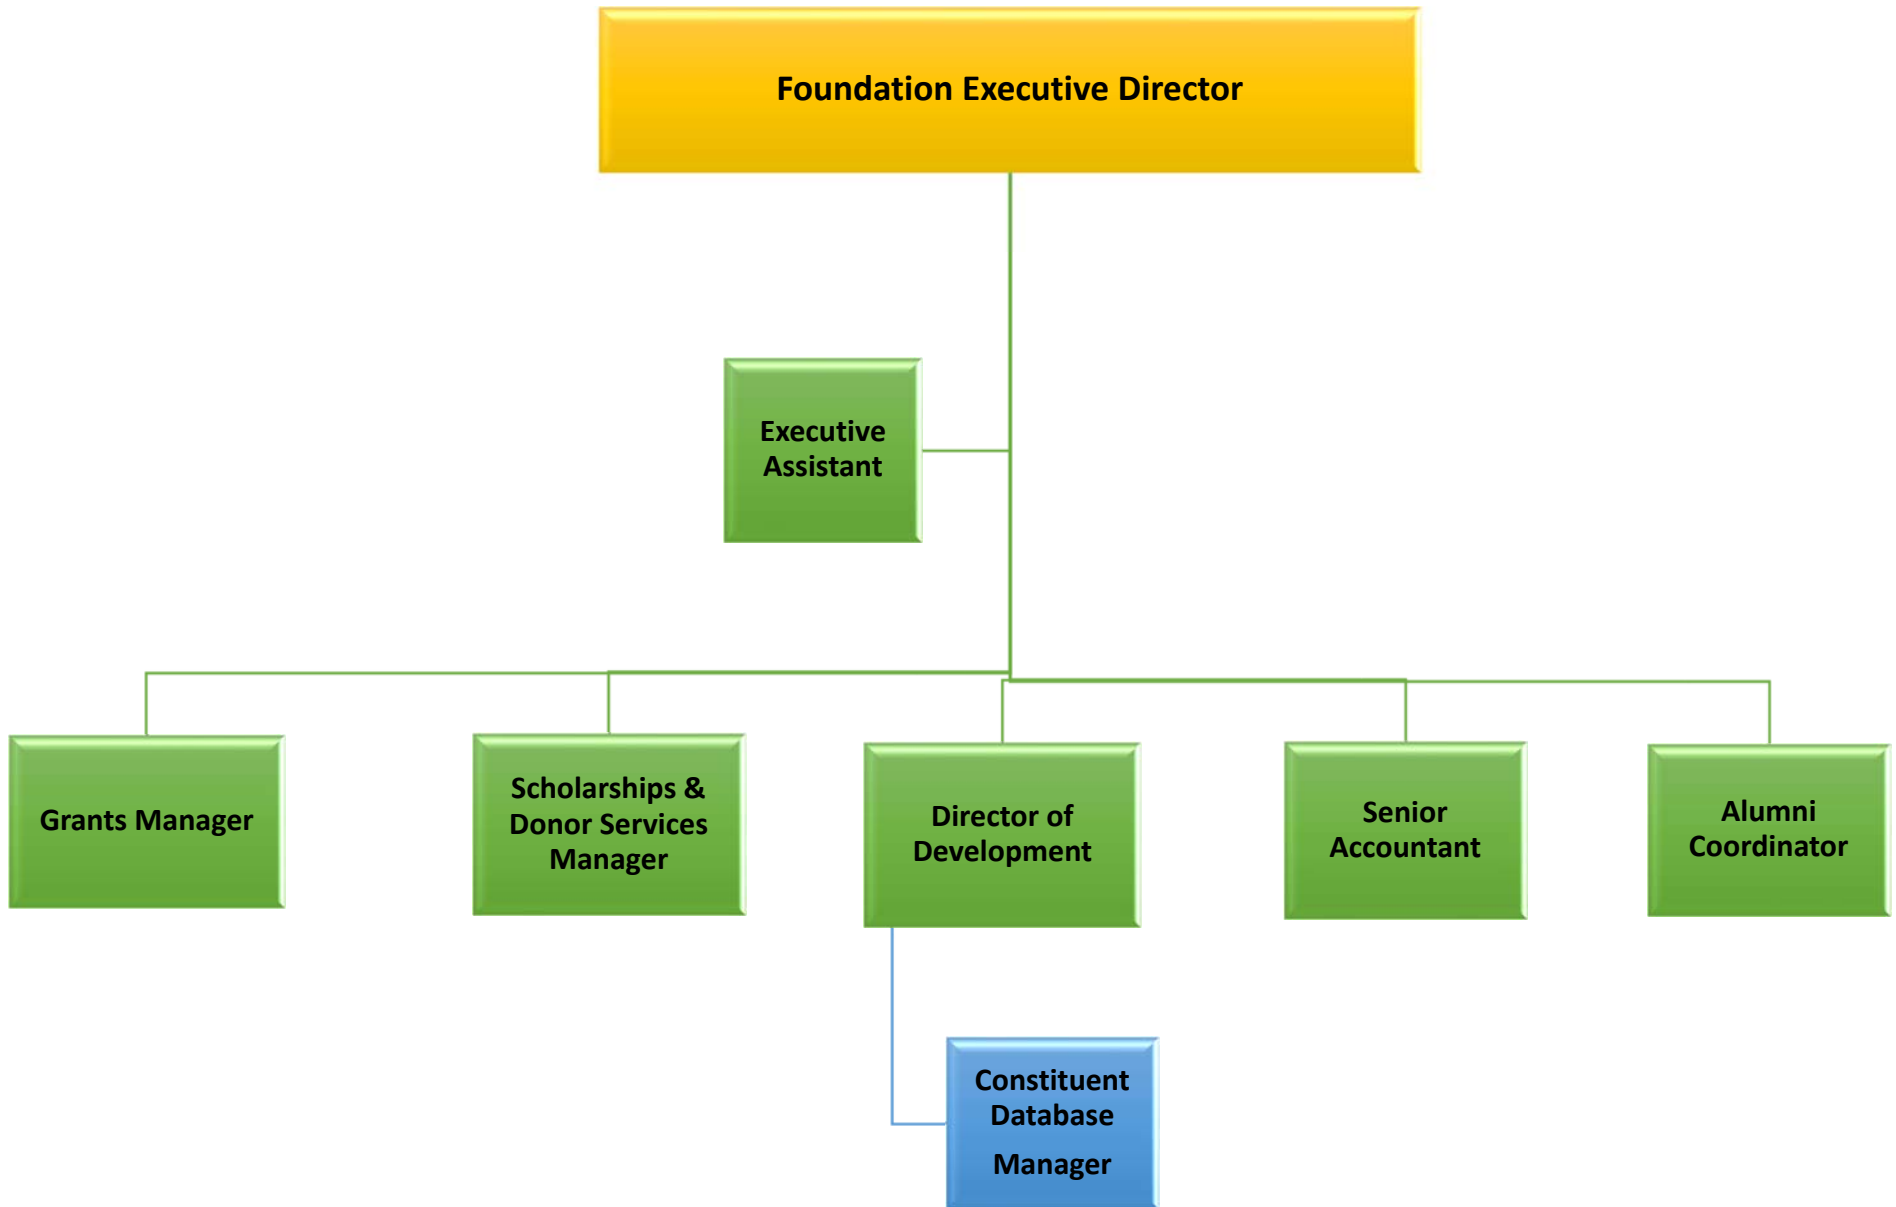 Foundation Executive Director
Executive
Assistant
Grants Manager
Scholarships &
Donor Services
Manager
Director of
Development
Senior
Accountant
Alumni
Coordinator
Constituent
Database
Manager